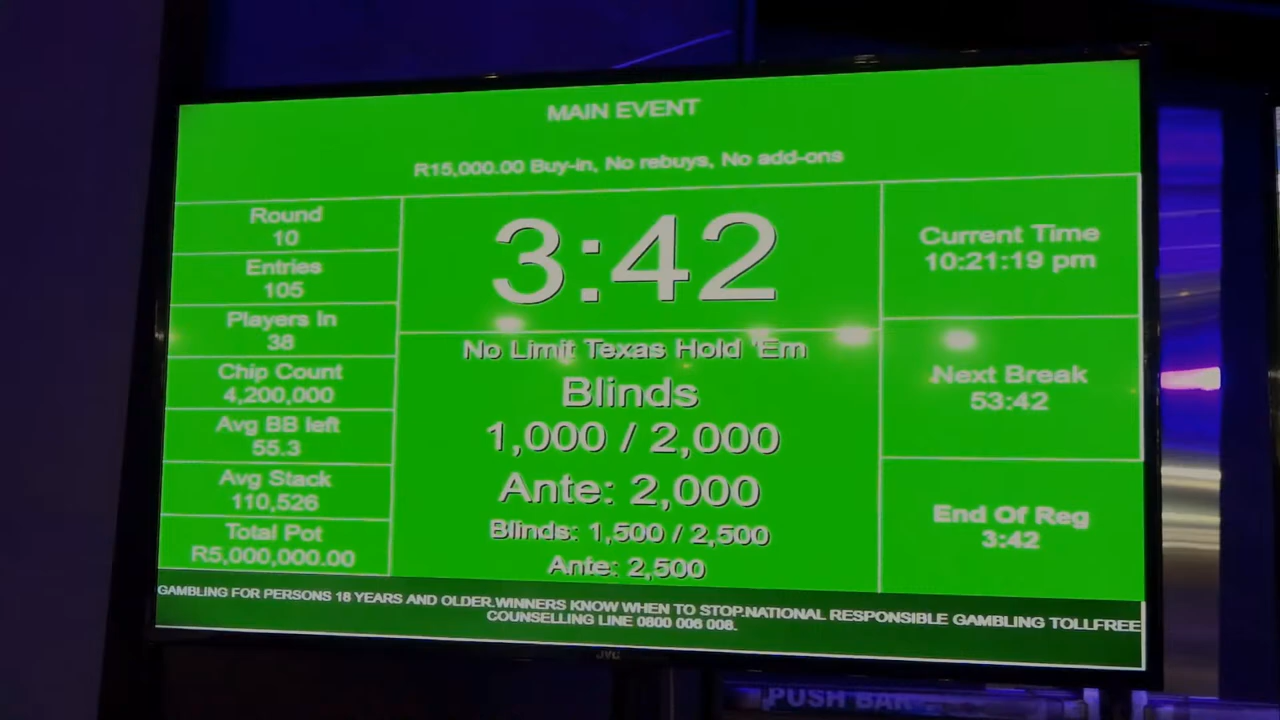 MAIN EVENT
R15,000.00 Buy-in, No rebuys, No add-ons
Round
10
Entries
105
Players In
38
Chip Count
4,200,000
Avg BB left
55.3
Avg Stack
110,526
Total Pot
R5,000,000.00
3:42
No Limit Texas Hold 'Em
Blinds
1,000 / 2,000
Ante: 2,000
Blinds: 1,500 / 2,500
Ante: 2,500
Current Time
10:21:19 pm
Next Break
53:42
End Of Reg
3:42
GAMBLING FOR PERSONS 18 YEARS AND OLDER.WINNERS KNOW WHEN TO STOP.NATIONAL RESPONSIBLE GAMBLING TOLLFREE
COUNSELLING LINE 0800 006 008.
JVC
PUSH BAR